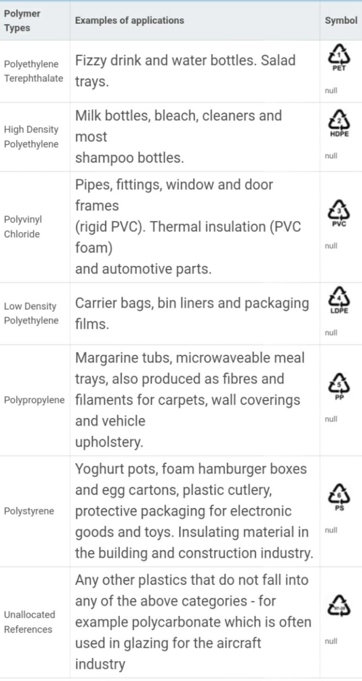 Polymer
Types
Examples of applications
Symbol
Polyethylene
Terephthalate
Fizzy drink and water bottles. Salad
trays.
1
PET
null
High Density
Polyethylene
Milk bottles, bleach, cleaners and
most
shampoo bottles.
2
HDPE
null
Polyvinyl
Chloride
Pipes, fittings, window and door
frames
(rigid PVC). Thermal insulation (PVC
foam)
and automotive parts.
3
PVC
null
Low Density
Polyethylene
Carrier bags, bin liners and packaging
films.
4
LDPE
null
Polypropylene
Margarine tubs, microwaveable meal
trays, also produced as fibres and
filaments for carpets, wall coverings
and vehicle
upholstery.
5
PP
null
Polystyrene
Yoghurt pots, foam hamburger boxes
and egg cartons, plastic cutlery,
protective packaging for electronic
goods and toys. Insulating material in
the building and construction industry.
6
PS
null
Unallocated
References
Any other plastics that do not fall into
any of the above categories - for
example polycarbonate which is often
used in glazing for the aircraft
industry
null